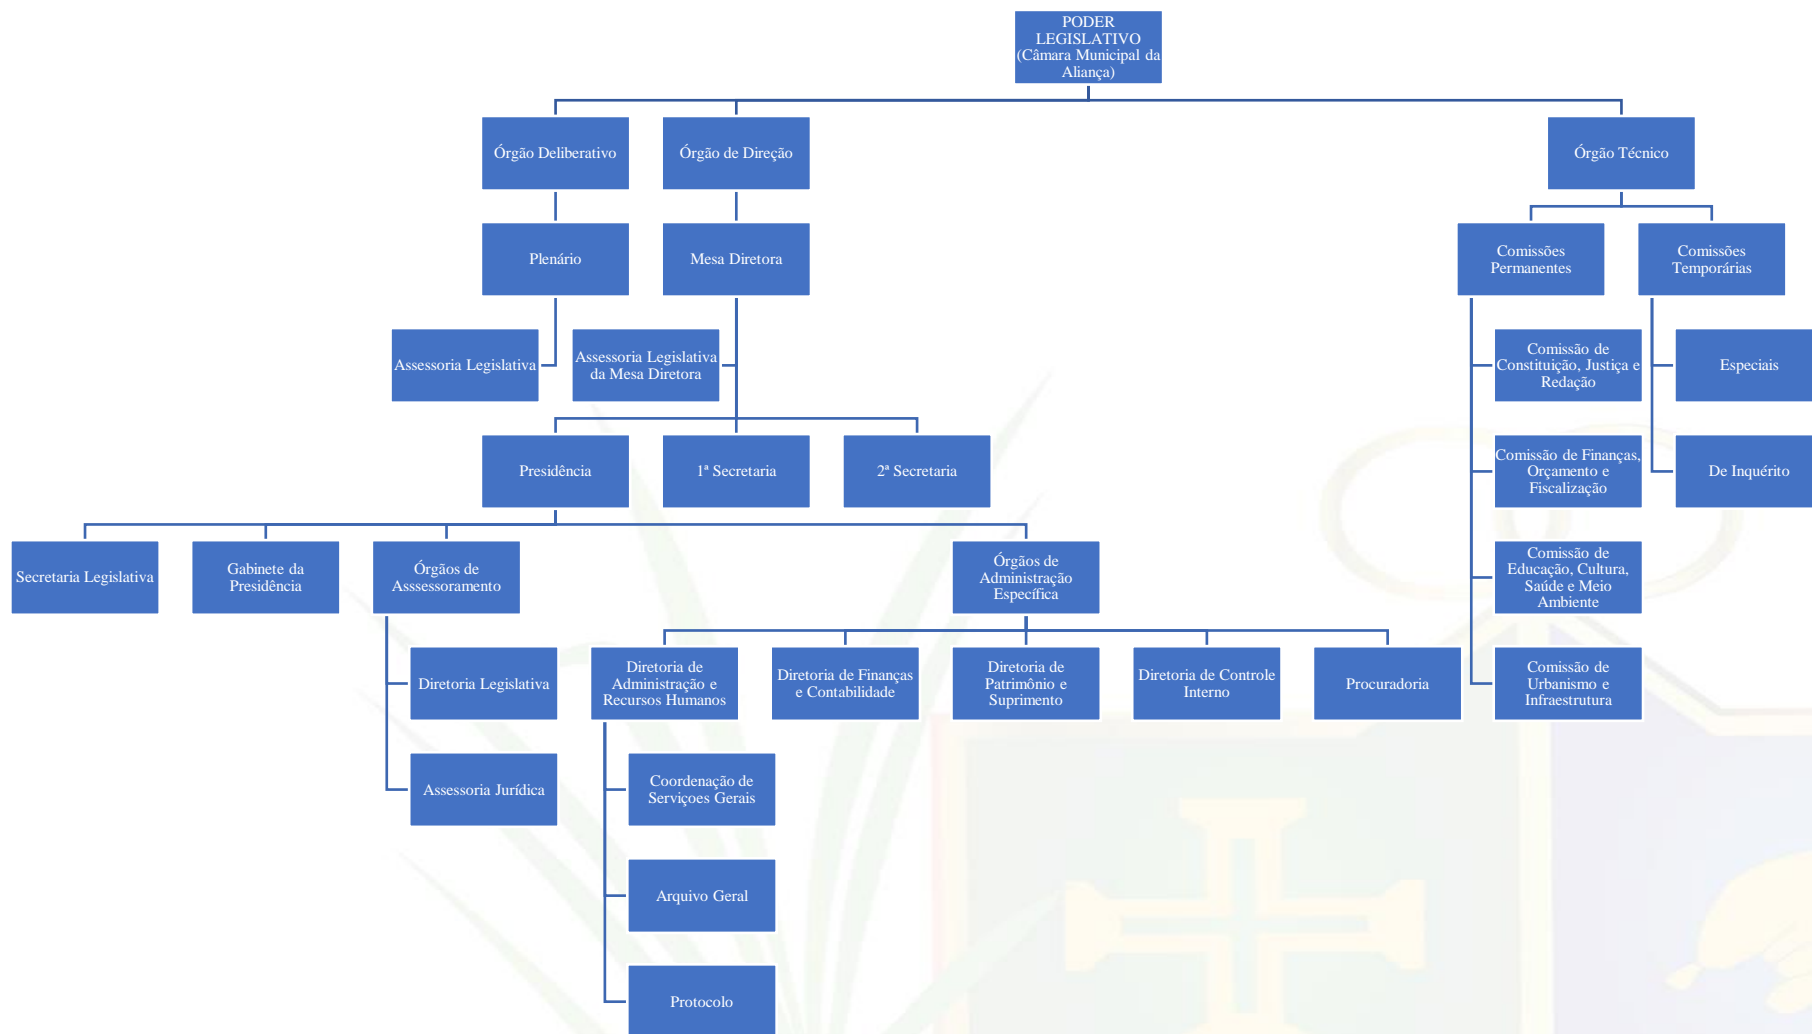 PODER
LEGISLATIVO
(Câmara Municipal da
Aliança)
Órgão Deliberativo
Órgão de Direção
Órgão Técnico
Plenário
Mesa Diretora
Comissões
Permanentes
Comissões
Temporárias
Assessoria Legislativa
Assessoria Legislativa
da Mesa Diretora
Comissão de
Constituição, Justiça e
Redação
Especiais
Presidência
1ª Secretaria
2ª Secretaria
Comissão de Finanças,
Orçamento e
Fiscalização
De Inquérito
Secretaria Legislativa
Gabinete da
Presidência
Órgãos de
Asssessoramento
Órgãos de
Administração
Específica
Comissão de
Educação, Cultura,
Saúde e Meio
Ambiente
Diretoria Legislativa
Diretoria de
Administração e
Recursos Humanos
Diretoria de Finanças
e Contabilidade
Diretoria de
Patrimônio e
Suprimento
Diretoria de Controle
Interno
Procuradoria
Comissão de
Urbanismo e
Infraestrutura
Assessoria Jurídica
Coordenação de
Serviçoes Gerais
Arquivo Geral
Protocolo